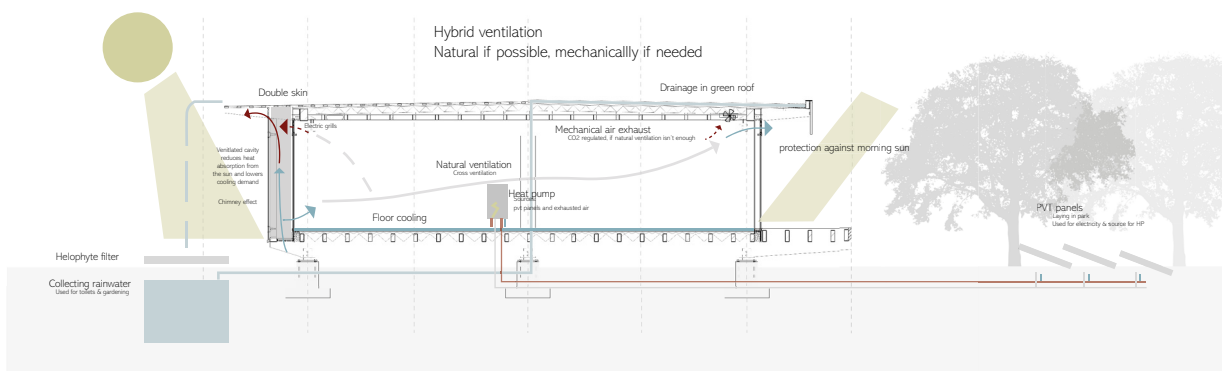 Hybrid ventilation
Natural if possible, mechanicallly if needed
Double skin
Electric grills
Ventilated cavity
reduces heat
absorption from
the sun and lowers
cooling demand
Chimney effect
Drainage in green roof
Mechanical air exhaust
CO2 regulated, if natural ventilation isn't enough
protection against morning sun
Natural ventilation
Cross ventilation
Heat pump
Sources:
pvt panels and exhausted air
Floor cooling
PVT panels
Laying in park
Used for electricity & source for HP
Helophyte filter
Collecting rainwater
Used for toilets & gardening